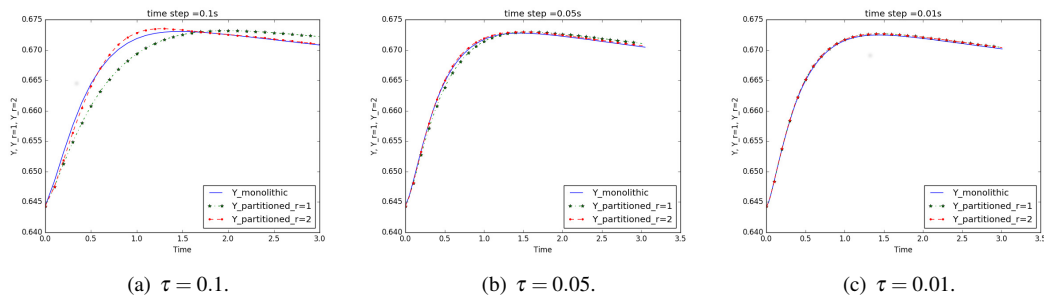 time step =0.1s
0.675
0.670
0.665
0.660
0.655
0.650
0.645
0.640
Y, Y_r=1, Y_r=2
0.0 0.5 1.0 1.5 2.0 2.5 3.0
Time
Y_monolithic
Y_partitioned_r=1
Y_partitioned_r=2
(a) τ = 0.1.
time step =0.05s
0.675
0.670
0.665
0.660
0.655
0.650
0.645
0.640
Y, Y_r=1, Y_r=2
0.0 0.5 1.0 1.5 2.0 2.5 3.0 3.5
Time
Y_monolithic
Y_partitioned_r=1
Y_partitioned_r=2
(b) τ = 0.05.
time step =0.01s
0.675
0.670
0.665
0.660
0.655
0.650
0.645
0.640
Y, Y_r=1, Y_r=2
0.0 0.5 1.0 1.5 2.0 2.5 3.0 3.5
Time
Y_monolithic
Y_partitioned_r=1
Y_partitioned_r=2
(c) τ = 0.01.